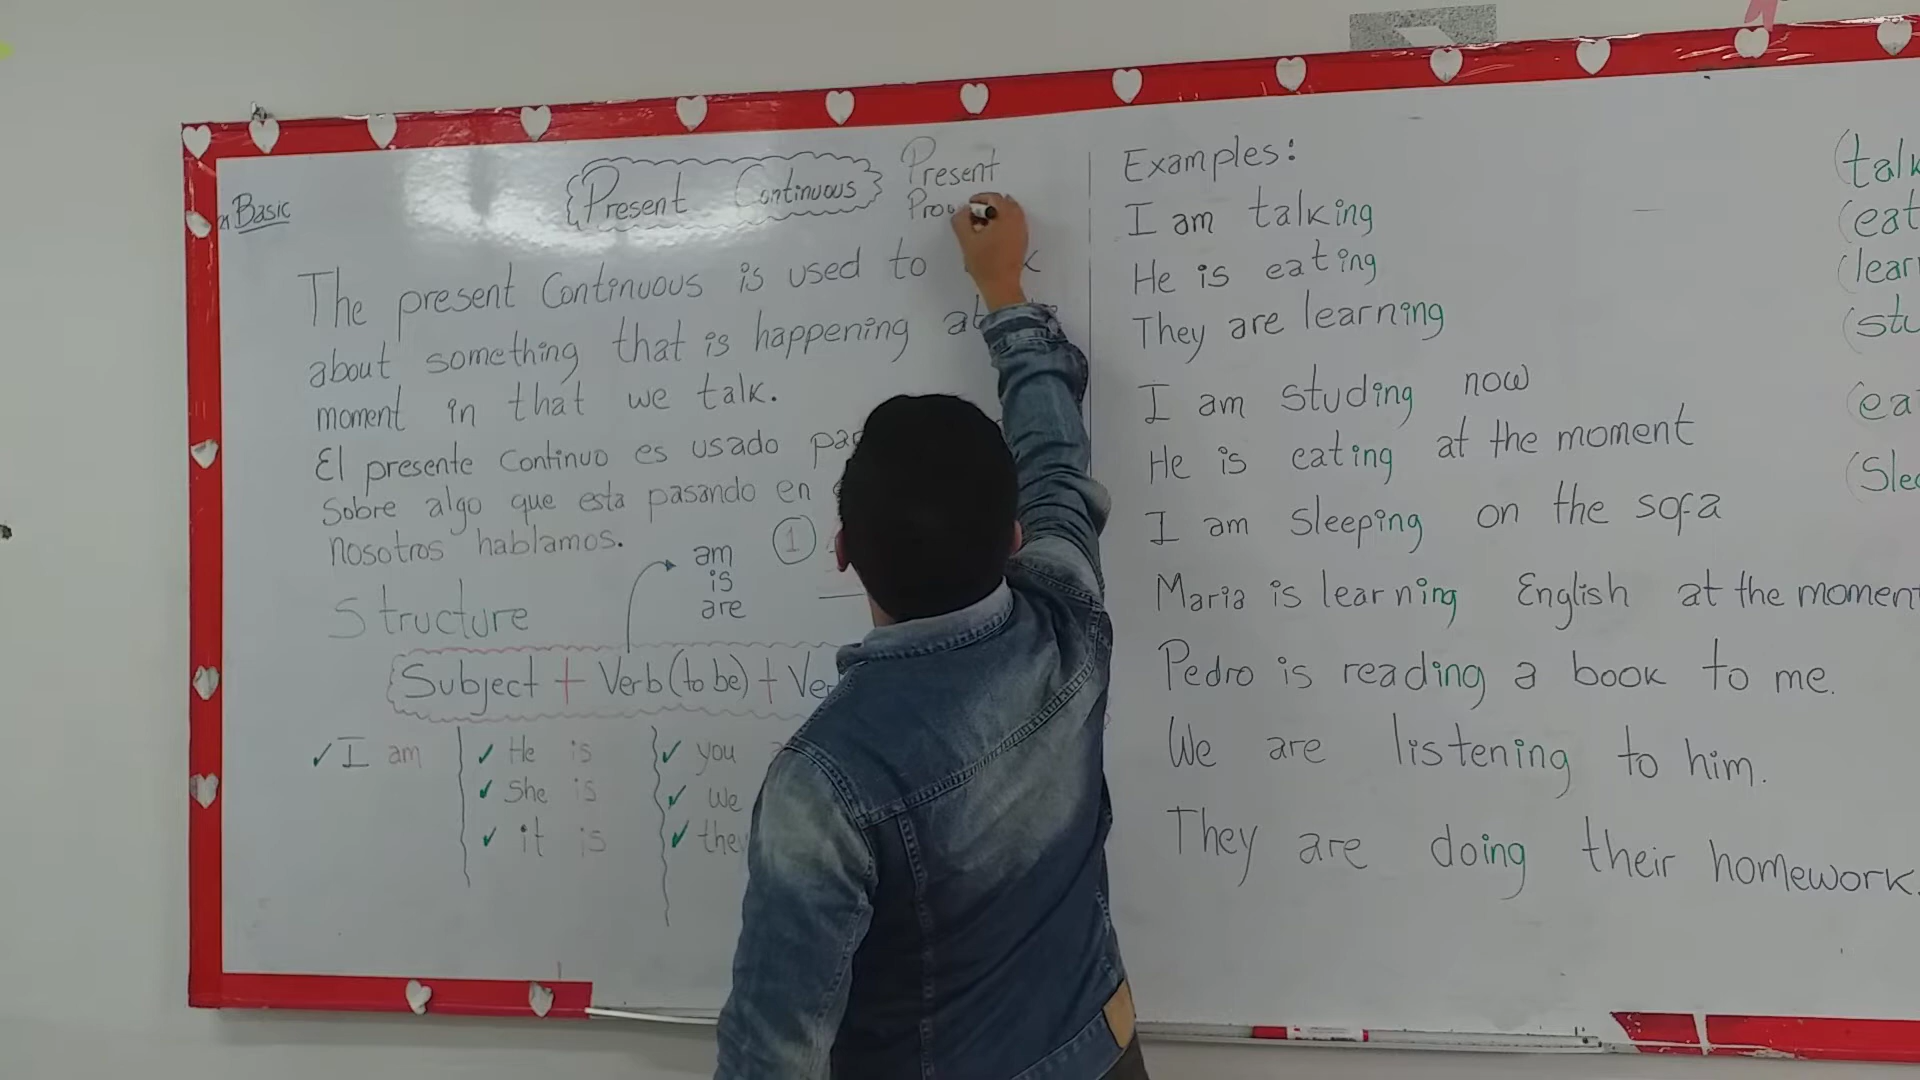 Basic
Present Continuous
Present
The present Continuous is used to
about something that is happening at
moment in that we talk.
El presente Continuo es usado
Sobre algo que esta pasando en
nosotros hablamos.
am
is
are
1
Structure
Subject + Verb (to be) +
✓ I am
✓ He is
✓ She is
✓ it is
✓ you
✓ we
✓
Examples:
I am talking
He is eating
They are learning
I am studing now
He is eating at the moment
I am Sleeping on the sofa
Maria is learning English at the moment
Pedro is reading a book to me.
We are listening to him.
They are doing their homework.
(talk
(eat